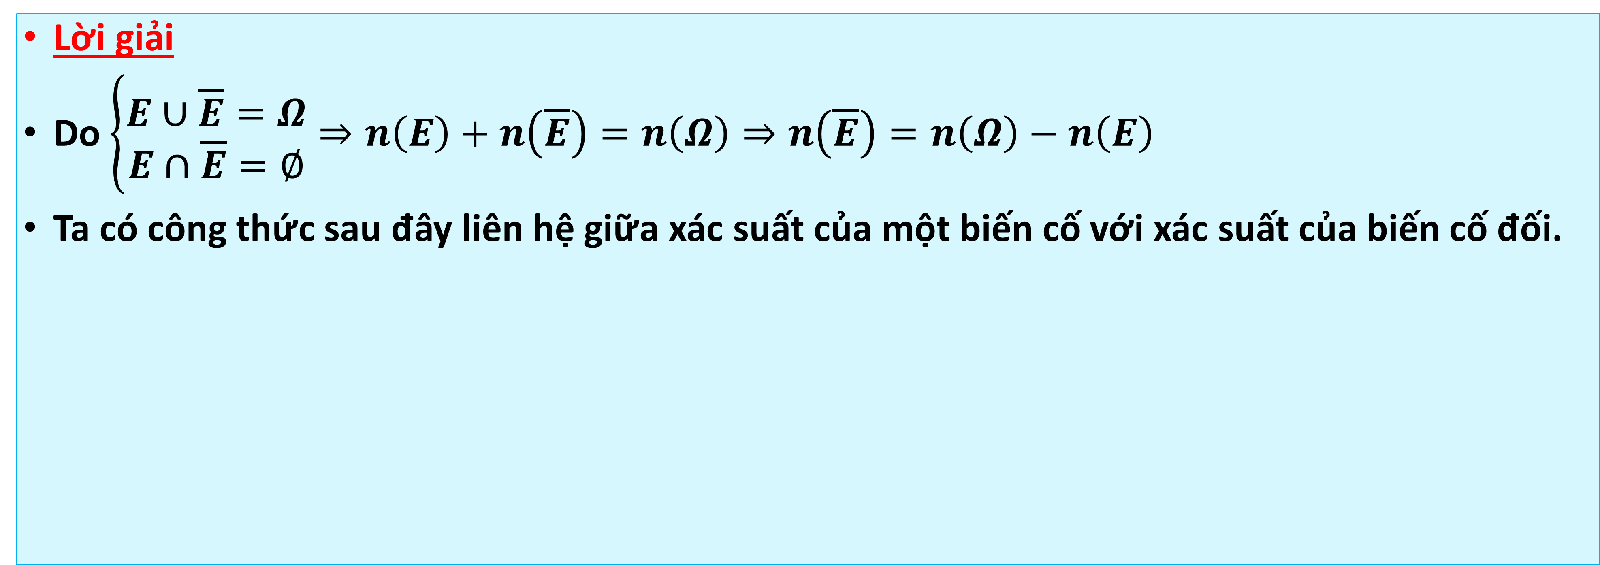 • Lời giải
• Do {E ∪ E̅ = Ω
E ∩ E̅ = ∅ ⇒ n(E) + n(E̅) = n(Ω) ⇒ n(E̅) = n(Ω) − n(E)
• Ta có công thức sau đây liên hệ giữa xác suất của một biến cố với xác suất của biến cố đối.